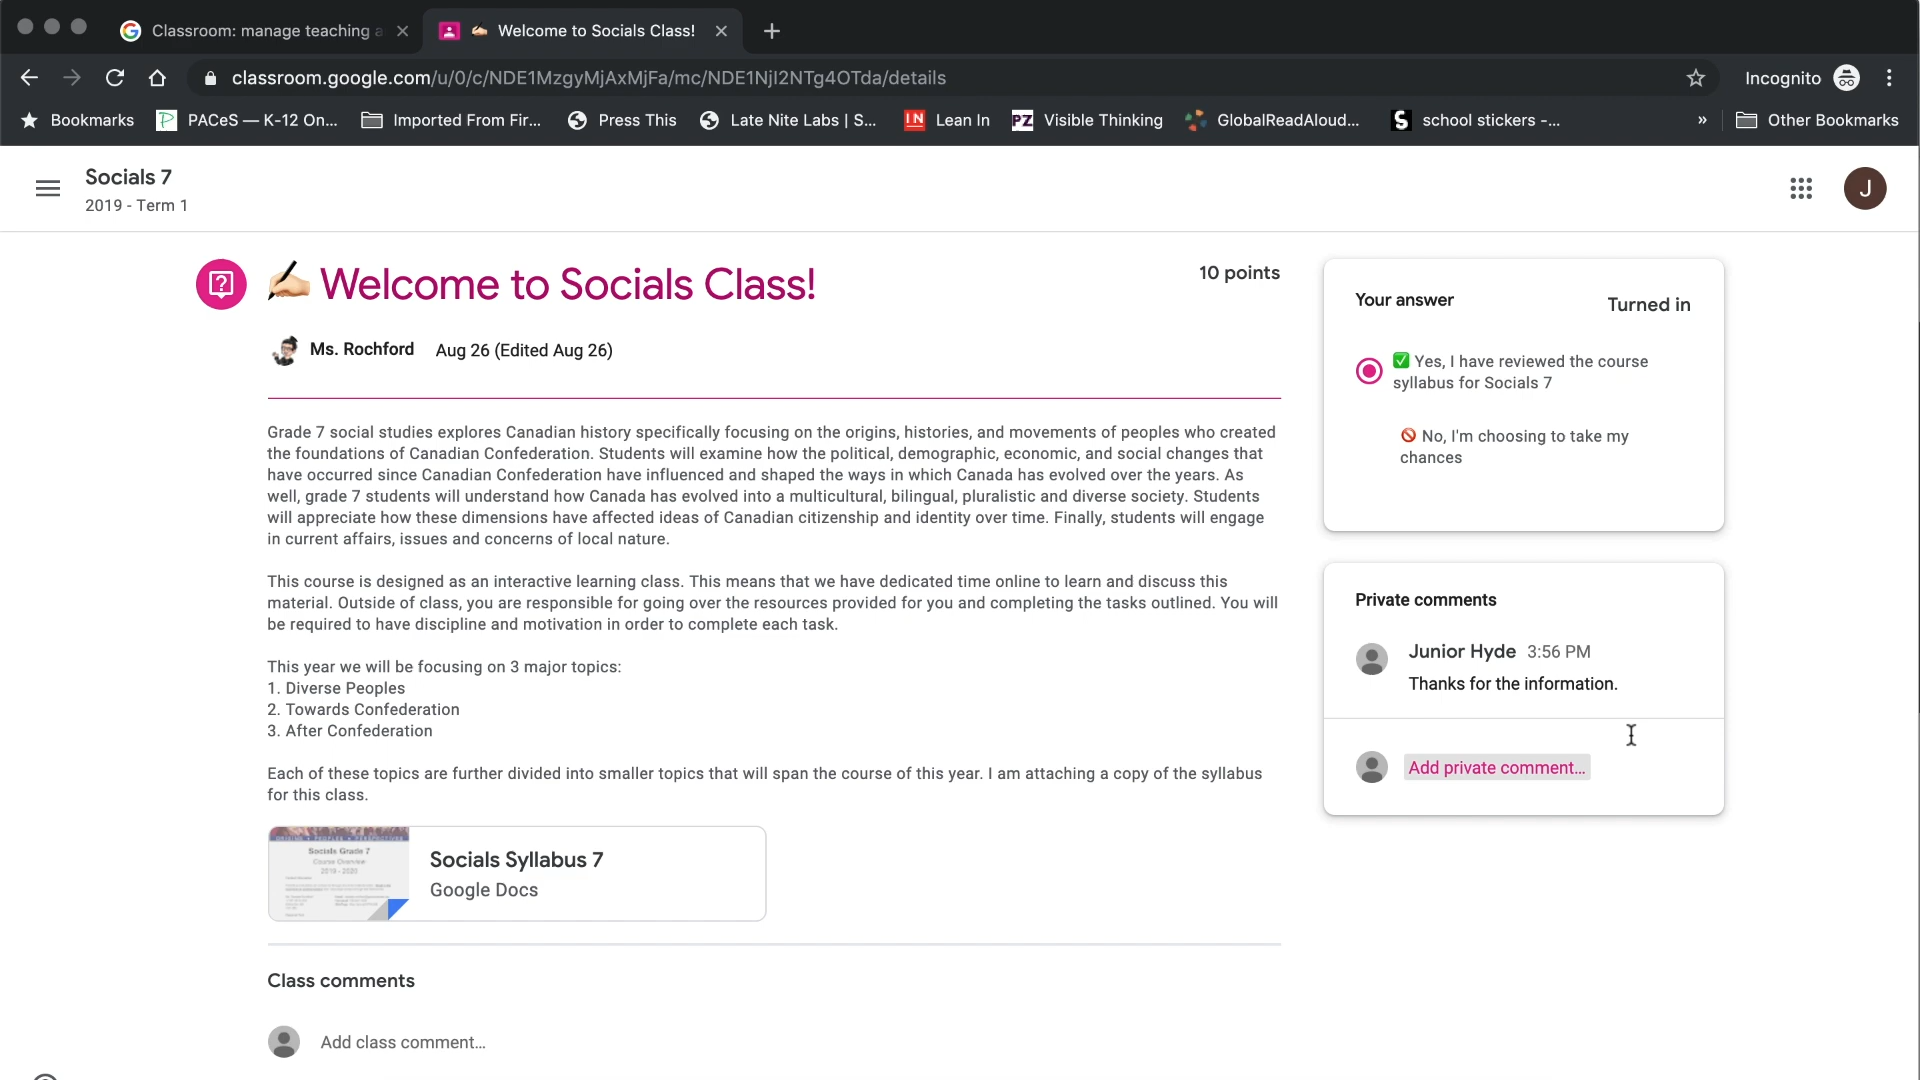 Classroom: manage teaching a
✍🏻 Welcome to Socials Class!
classroom.google.com/u/0/c/NDE1MzgyMjAxMjFa/mc/NDE1NjI2NTg4OTda/details
Incognito
Bookmarks
PACeS — K-12 On...
Imported From Fir...
Press This
Late Nite Labs | S...
IN Lean In
PZ Visible Thinking
GlobalReadAloud...
S school stickers -...
»
Other Bookmarks
Socials 7
2019 - Term 1
J
✍🏻 Welcome to Socials Class!
10 points
Ms. Rochford Aug 26 (Edited Aug 26)
Grade 7 social studies explores Canadian history specifically focusing on the origins, histories, and movements of peoples who created
the foundations of Canadian Confederation. Students will examine how the political, demographic, economic, and social changes that
have occurred since Canadian Confederation have influenced and shaped the ways in which Canada has evolved over the years. As
well, grade 7 students will understand how Canada has evolved into a multicultural, bilingual, pluralistic and diverse society. Students
will appreciate how these dimensions have affected ideas of Canadian citizenship and identity over time. Finally, students will engage
in current affairs, issues and concerns of local nature.
This course is designed as an interactive learning class. This means that we have dedicated time online to learn and discuss this
material. Outside of class, you are responsible for going over the resources provided for you and completing the tasks outlined. You will
be required to have discipline and motivation in order to complete each task.
This year we will be focusing on 3 major topics:
1. Diverse Peoples
2. Towards Confederation
3. After Confederation
Each of these topics are further divided into smaller topics that will span the course of this year. I am attaching a copy of the syllabus
for this class.
Socials Grade 7
Course Overview
2019 - 2020
Socials Syllabus 7
Google Docs
Class comments
Add class comment...
Your answer
Turned in
✅ Yes, I have reviewed the course
syllabus for Socials 7
🚫 No, I'm choosing to take my
chances
Private comments
Junior Hyde 3:56 PM
Thanks for the information.
Add private comment...